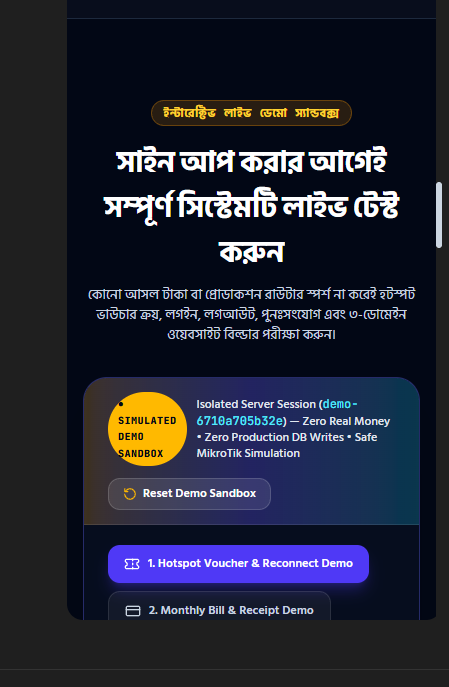 ইন্টারেক্টিভ লাইভ ডেমো স্যান্ডবক্স
সাইন আপ করার আগেই
সম্পূর্ণ সিস্টেমটি লাইভ টেস্ট
করুন
কোনো আসল টাকা বা প্রোডাকশন রাউটার স্পর্শ না করেই হটস্পট
ভাউচার ক্রয়, লগইন, লগআউট, পুনঃসংযোগ এবং ৩-ডোমেইন
ওয়েবসাইট বিল্ডার পরীক্ষা করুন।
•
SIMULATED
DEMO
SANDBOX
Isolated Server Session (demo-
6710a705b32e) — Zero Real Money
• Zero Production DB Writes • Safe
MikroTik Simulation
Reset Demo Sandbox
1. Hotspot Voucher & Reconnect Demo
2. Monthly Bill & Receipt Demo